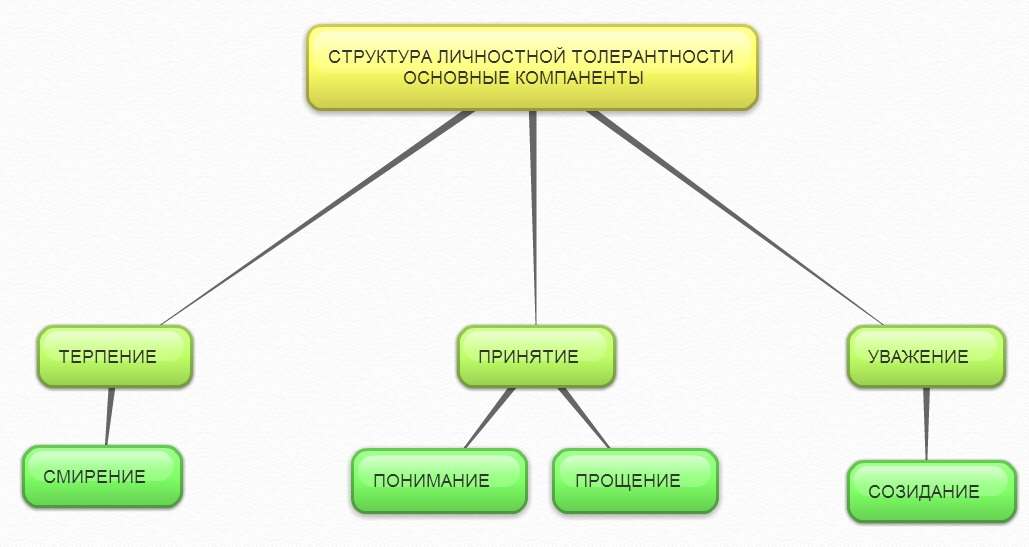 СТРУКТУРА ЛИЧНОСТНОЙ ТОЛЕРАНТНОСТИ
ОСНОВНЫЕ КОМПАНЕНТЫ
ТЕРПЕНИЕ
ПРИНЯТИЕ
УВАЖЕНИЕ
СМИРЕНИЕ
ПОНИМАНИЕ
ПРОЩЕНИЕ
СОЗИДАНИЕ